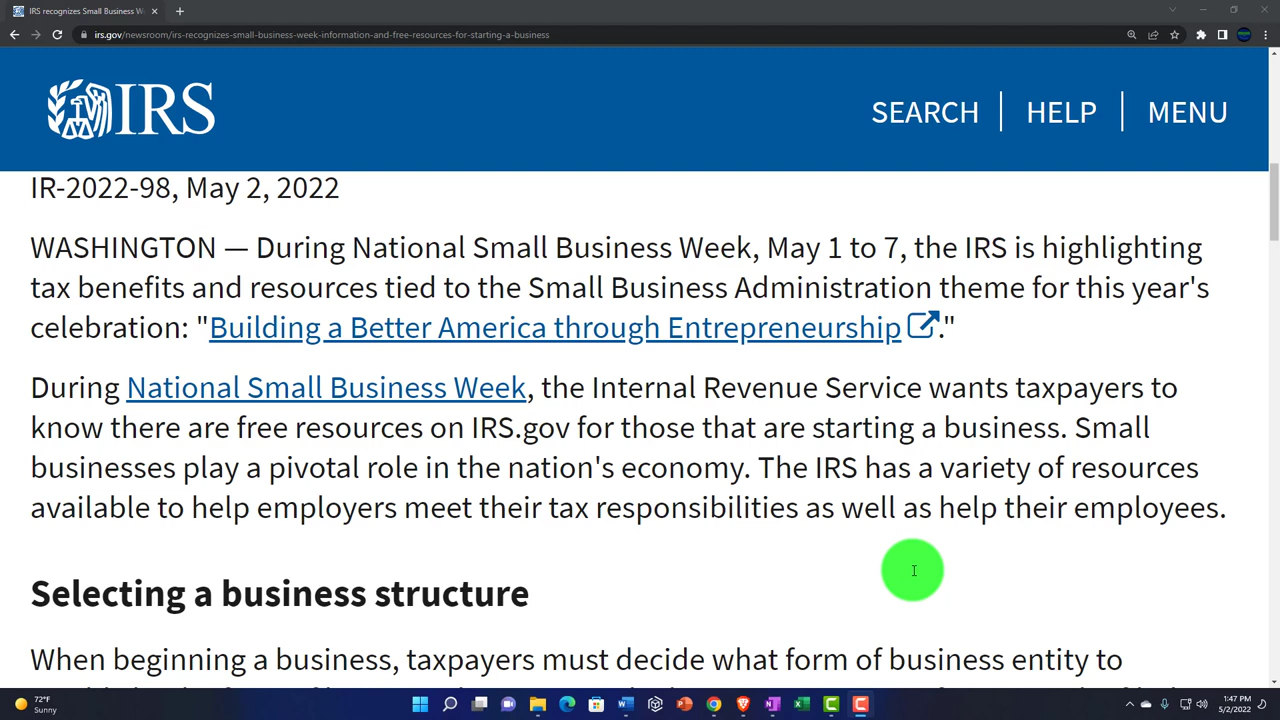 IRS recognizes Small Business W
irs.gov/newsroom/irs-recognizes-small-business-week-information-and-free-resources-for-starting-a-business
IRS
SEARCH
HELP
MENU
IR-2022-98, May 2, 2022
WASHINGTON — During National Small Business Week, May 1 to 7, the IRS is highlighting
tax benefits and resources tied to the Small Business Administration theme for this year's
celebration: "Building a Better America through Entrepreneurship."
During National Small Business Week, the Internal Revenue Service wants taxpayers to
know there are free resources on IRS.gov for those that are starting a business. Small
businesses play a pivotal role in the nation's economy. The IRS has a variety of resources
available to help employers meet their tax responsibilities as well as help their employees.
Selecting a business structure
When beginning a business, taxpayers must decide what form of business entity to
72°F
Sunny
1:47 PM
5/2/2022